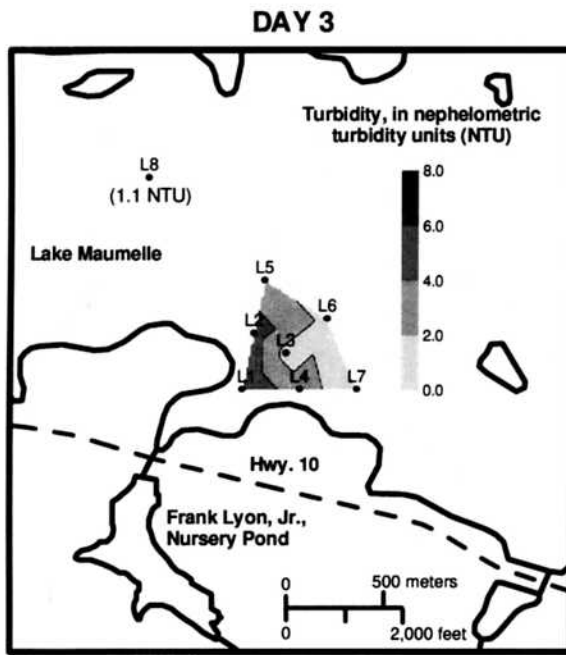 DAY 3
Turbidity, in nephelometric
turbidity units (NTU)
L8
(1.1 NTU)
8.0
6.0
4.0
2.0
0.0
Lake Maumelle
L5
L6
L2
L3
L1
L4
L7
Hwy. 10
Frank Lyon, Jr.,
Nursery Pond
0 500 meters
0 2,000 feet